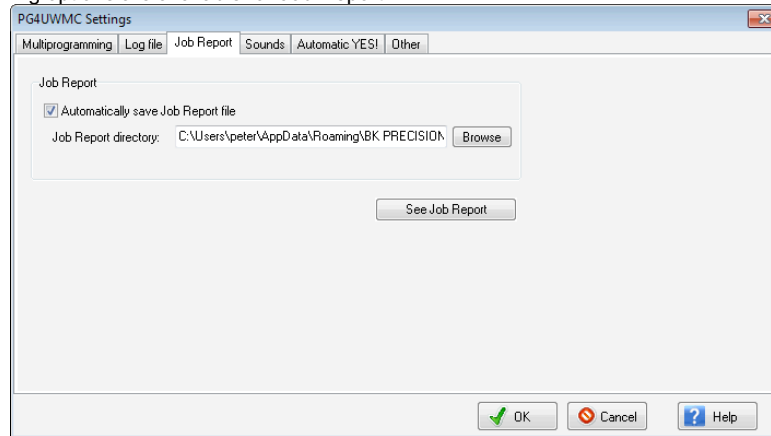 PG4UWMC Settings
Multiprogramming Log file Job Report Sounds Automatic YES! Other
Job Report
Automatically save Job Report file
Job Report directory: C:\Users\peter\AppData\Roaming\BK PRECISION Browse
See Job Report
OK Cancel Help